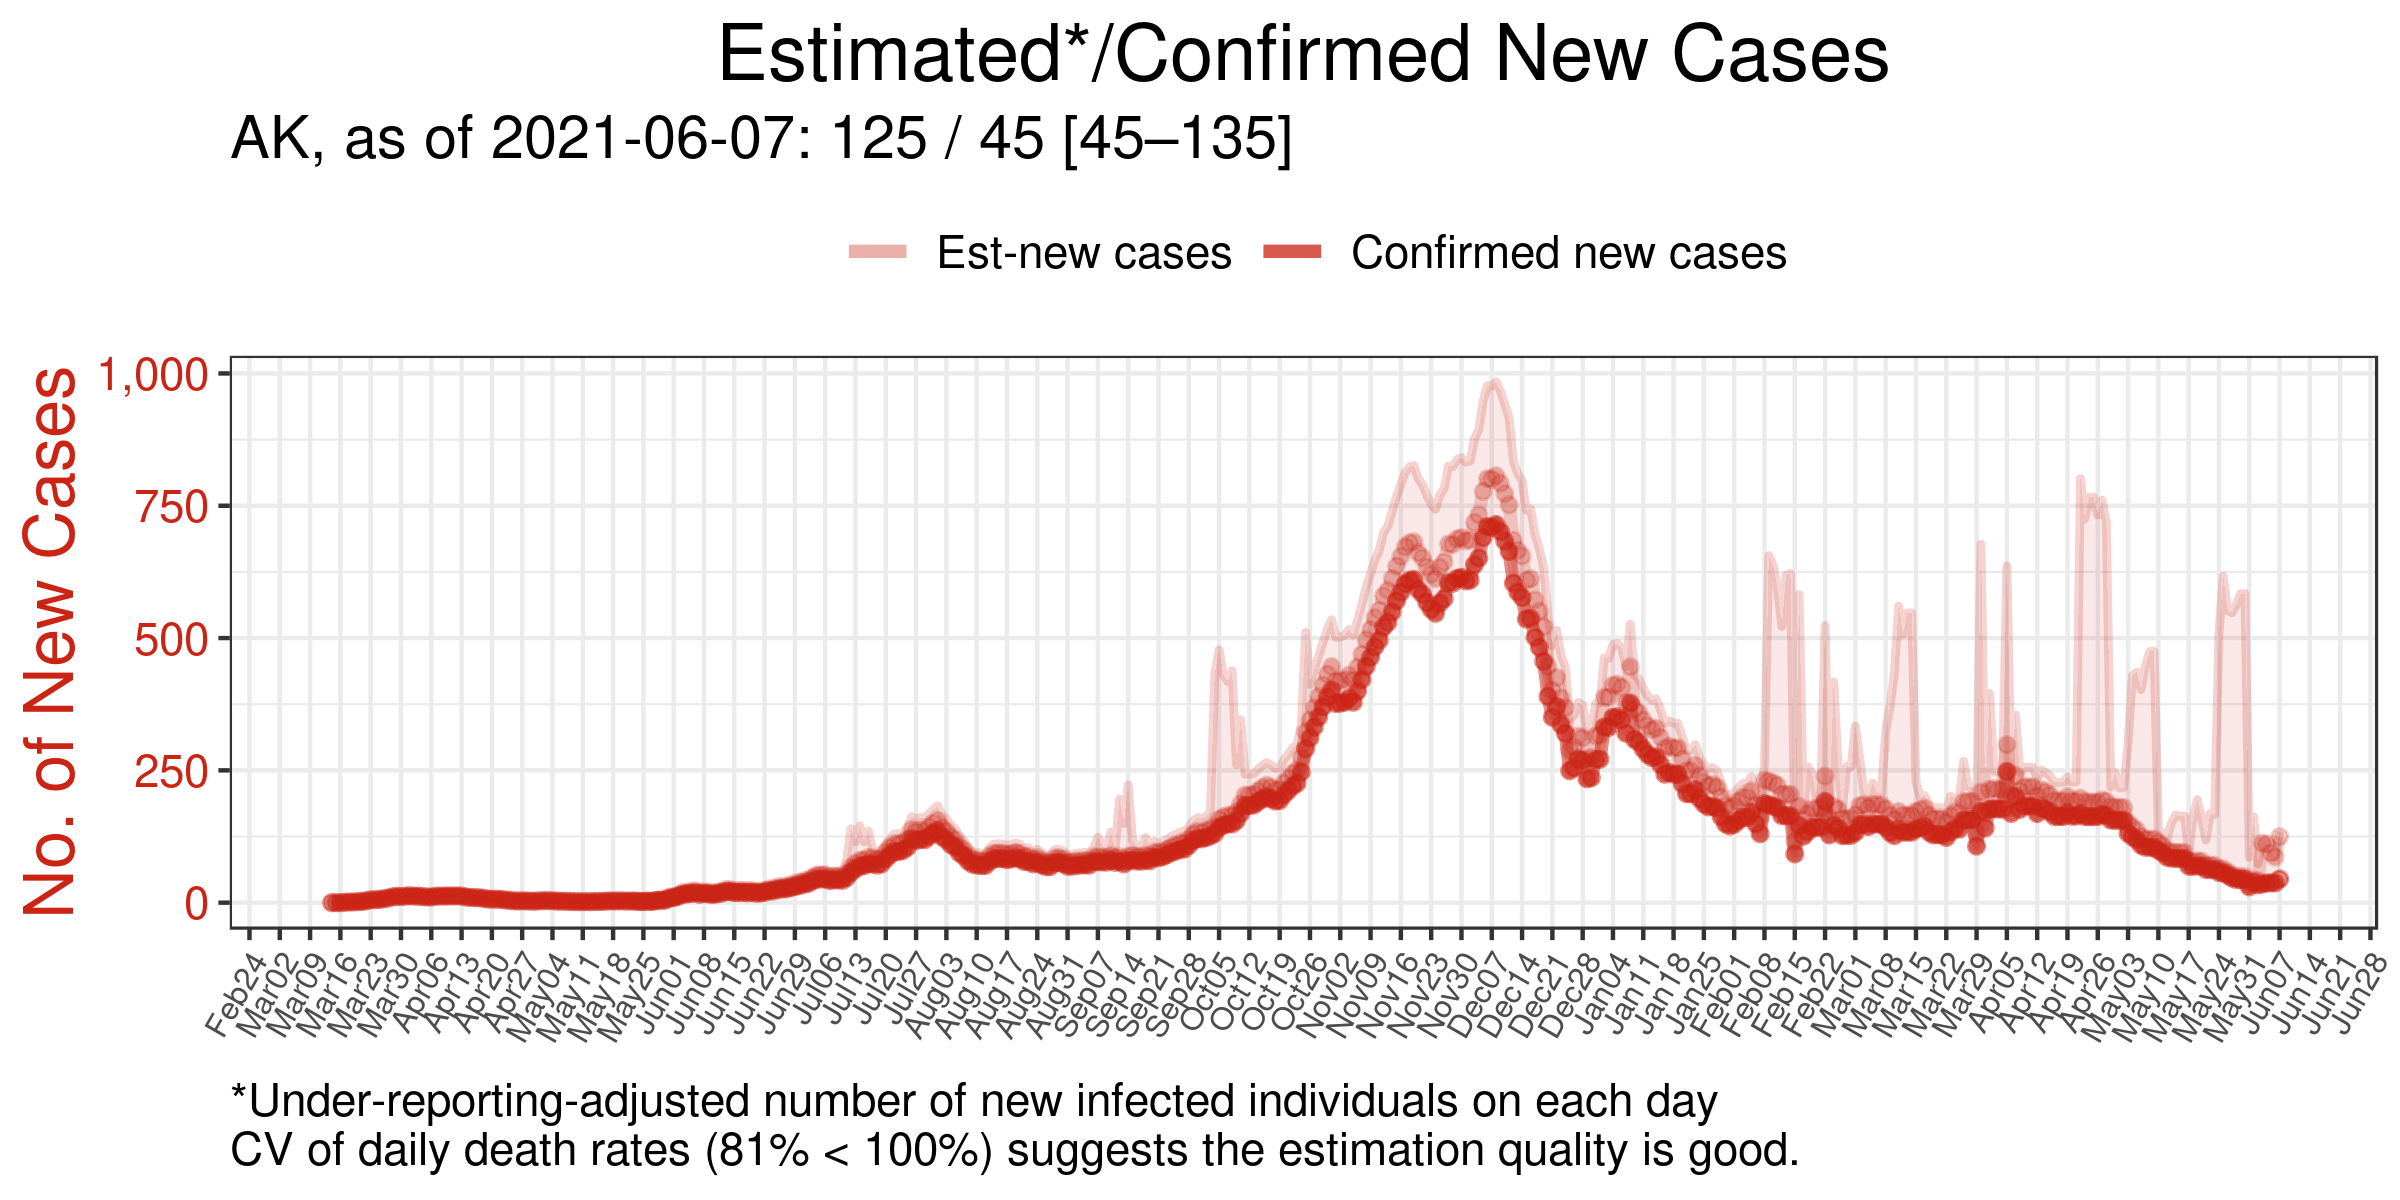 Estimated*/Confirmed New Cases
AK, as of 2021-06-07: 125 / 45 [45–135]
Est-new cases Confirmed new cases
No. of New Cases
1,000
750
500
250
0
Feb24 Mar02 Mar09 Mar16 Mar23 Mar30 Apr06 Apr13 Apr20 Apr27 May04 May11 May18 May25 Jun01 Jun08 Jun15 Jun22 Jun29 Jul06 Jul13 Jul20 Jul27 Aug03 Aug10 Aug17 Aug24 Aug31 Sep07 Sep14 Sep21 Sep28 Oct05 Oct12 Oct19 Oct26 Nov02 Nov09 Nov16 Nov23 Nov30 Dec07 Dec14 Dec21 Dec28 Jan04 Jan11 Jan18 Jan25 Feb01 Feb08 Feb15 Feb22 Mar01 Mar08 Mar15 Mar22 Mar29 Apr05 Apr12 Apr19 Apr26 May03 May10 May17 May24 May31 Jun07 Jun14 Jun21 Jun28
*Under-reporting-adjusted number of new infected individuals on each day
CV of daily death rates (81% < 100%) suggests the estimation quality is good.